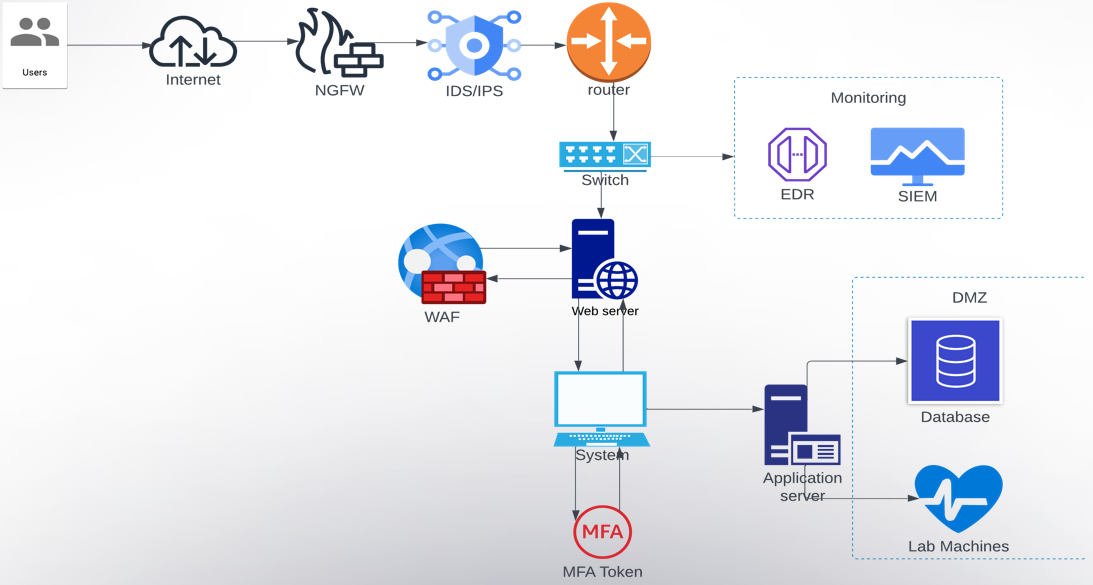 Users
Internet
NGFW
IDS/IPS
router
Monitoring
EDR
SIEM
Switch
WAF
Web server
DMZ
Database
System
Application
server
Lab Machines
MFA
MFA Token